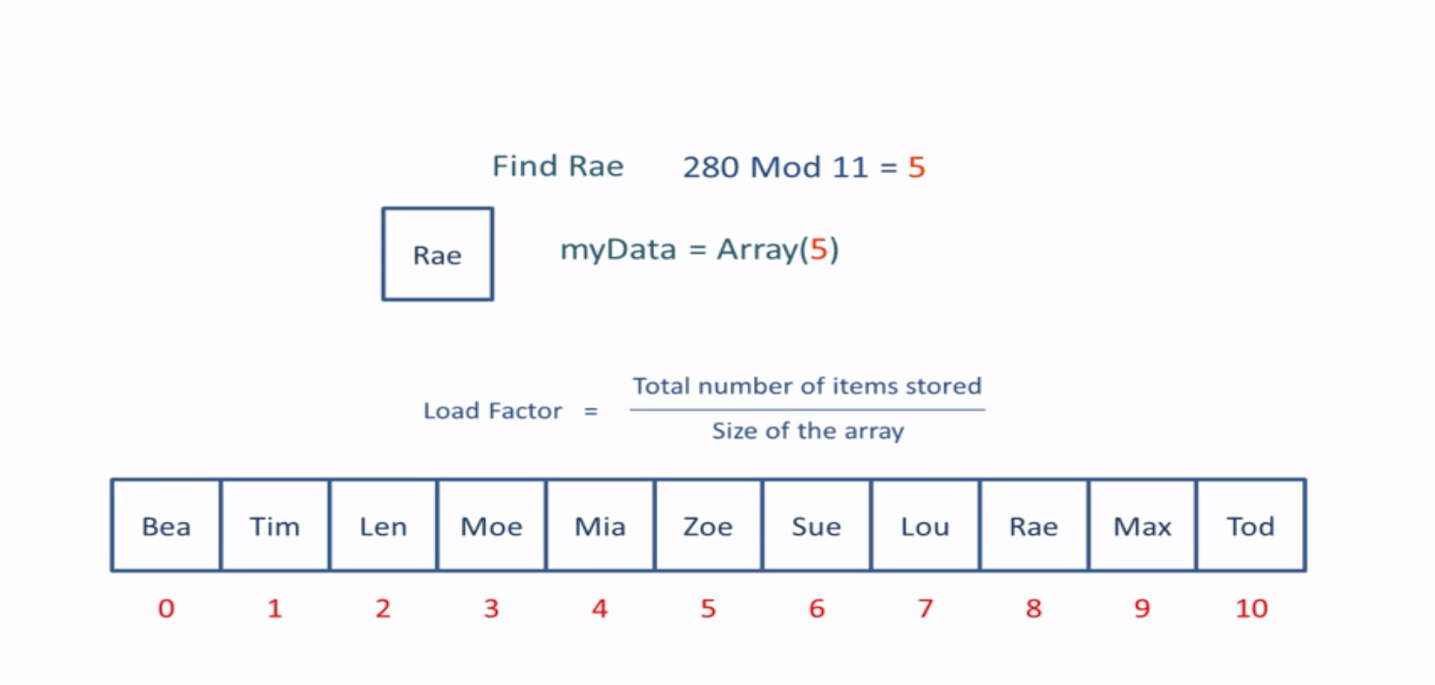 Find Rae 280 Mod 11 = 5
Rae
myData = Array(5)
Total number of items stored
Load Factor =
Size of the array
Bea Tim Len Moe Mia Zoe Sue Lou Rae Max Tod
0 1 2 3 4 5 6 7 8 9 10